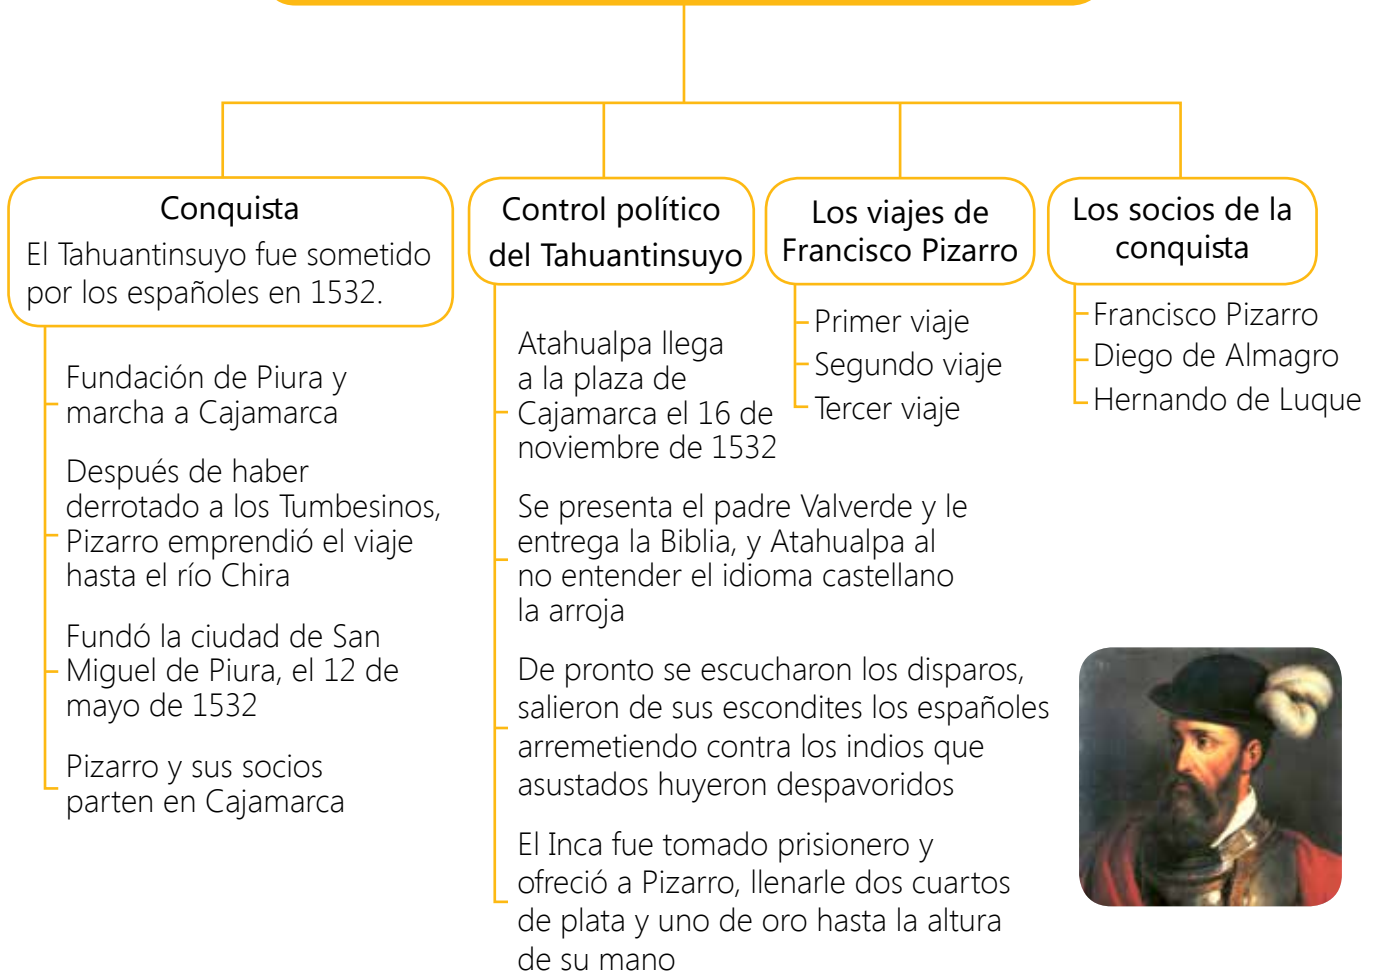 Conquista
El Tahuantinsuyo fue sometido
por los españoles en 1532.
Fundación de Piura y
marcha a Cajamarca
Después de haber
derrotado a los Tumbesinos,
Pizarro emprendió el viaje
hasta el río Chira
Fundó la ciudad de San
Miguel de Piura, el 12 de
mayo de 1532
Pizarro y sus socios
parten en Cajamarca
Control político
del Tahuantinsuyo
Atahualpa llega
a la plaza de
Cajamarca el 16 de
noviembre de 1532
Se presenta el padre Valverde y le
entrega la Biblia, y Atahualpa al
no entender el idioma castellano
la arroja
De pronto se escucharon los disparos,
salieron de sus escondites los españoles
arremetiendo contra los indios que
asustados huyeron despavoridos
El Inca fue tomado prisionero y
ofreció a Pizarro, llenarle dos cuartos
de plata y uno de oro hasta la altura
de su mano
Los viajes de
Francisco Pizarro
Primer viaje
Segundo viaje
Tercer viaje
Los socios de la
conquista
Francisco Pizarro
Diego de Almagro
Hernando de Luque